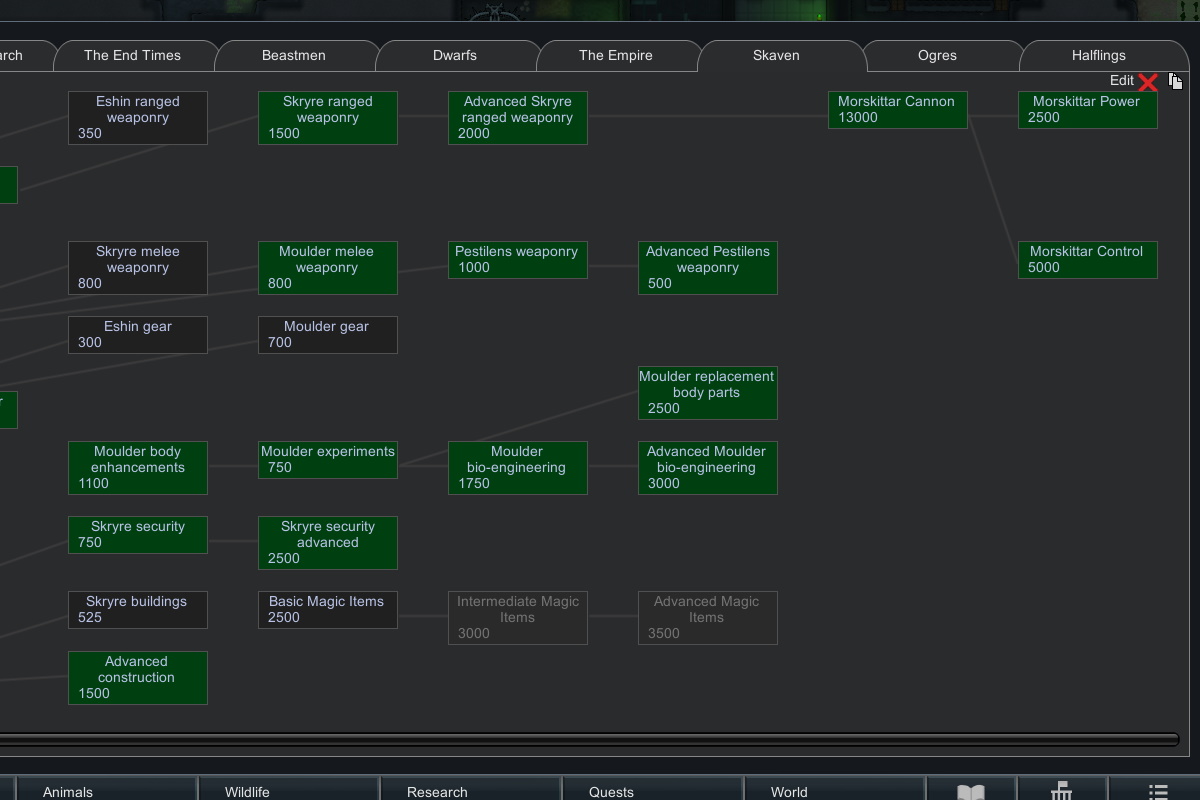 arch
The End Times
Beastmen
Dwarfs
The Empire
Skaven
Ogres
Halflings
Edit
Eshin ranged
weaponry
350
Skryre ranged
weaponry
1500
Advanced Skryre
ranged weaponry
2000
Morskittar Cannon
13000
Morskittar Power
2500
Skryre melee
weaponry
800
Moulder melee
weaponry
800
Pestilens weaponry
1000
Advanced Pestilens
weaponry
500
Morskittar Control
5000
Eshin gear
300
Moulder gear
700
Moulder replacement
body parts
2500
r
Moulder body
enhancements
1100
Moulder experiments
750
Moulder
bio-engineering
1750
Advanced Moulder
bio-engineering
3000
Skryre security
750
Skryre security
advanced
2500
Skryre buildings
525
Basic Magic Items
2500
Intermediate Magic
Items
3000
Advanced Magic
Items
3500
Advanced
construction
1500
Animals
Wildlife
Research
Quests
World